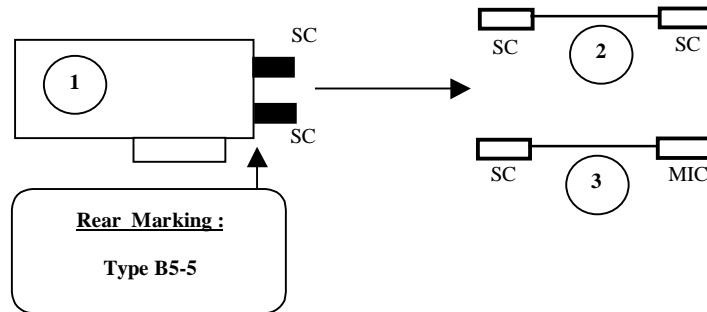 SC
1
SC
Rear Marking :
Type B5-5
SC
2
SC
SC
3
MIC